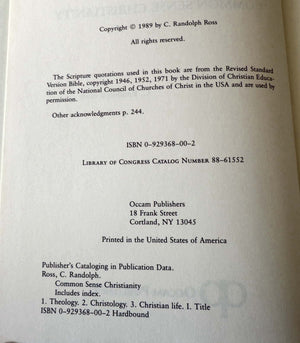 Copyright © 1989 by C. Randolph Ross
All rights reserved.
The Scripture quotations used in this book are from the Revised Standard
Version Bible, copyright 1946, 1952, 1971 by the Division of Christian Educa-
tion of the National Council of Churches of Christ in the USA and are used by
permission.
Other acknowledgments p. 244.
ISBN 0–929368–00–2
LIBRARY OF CONGRESS CATALOG NUMBER 88–61552
Occam Publishers
18 Frank Street
Cortland, NY 13045
Printed in the United States of America
Publisher's Cataloging in Publication Data.
Ross, C. Randolph.
Common Sense Christianity
Includes index.
1. Theology. 2. Christology. 3. Christian life. 1. Title
ISBN 0–929368–00–2 Hardbound